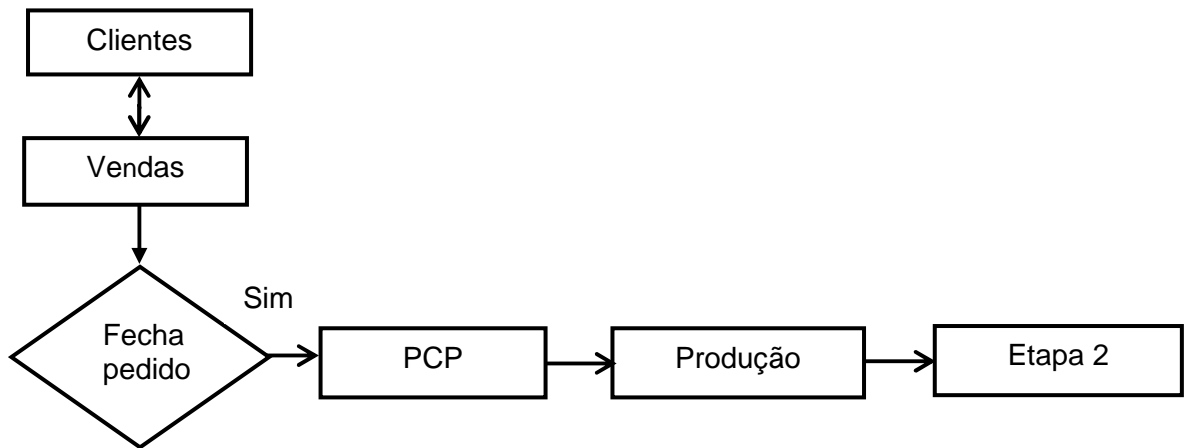 Clientes
Vendas
Sim
Fecha
pedido
PCP
Produção
Etapa 2